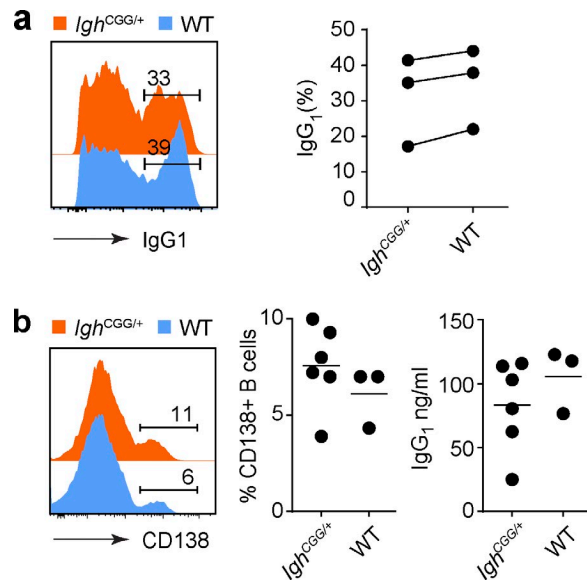 a
Igh^CGG/+ WT
33
39
IgG1
IgG₁(%)
50
40
30
20
10
0
Igh^CGG/+
WT
b
Igh^CGG/+ WT
11
6
CD138
% CD138+ B cells
10
5
0
Igh^CGG/+
WT
IgG₁ ng/ml
150
100
50
0
Igh^CGG/+
WT